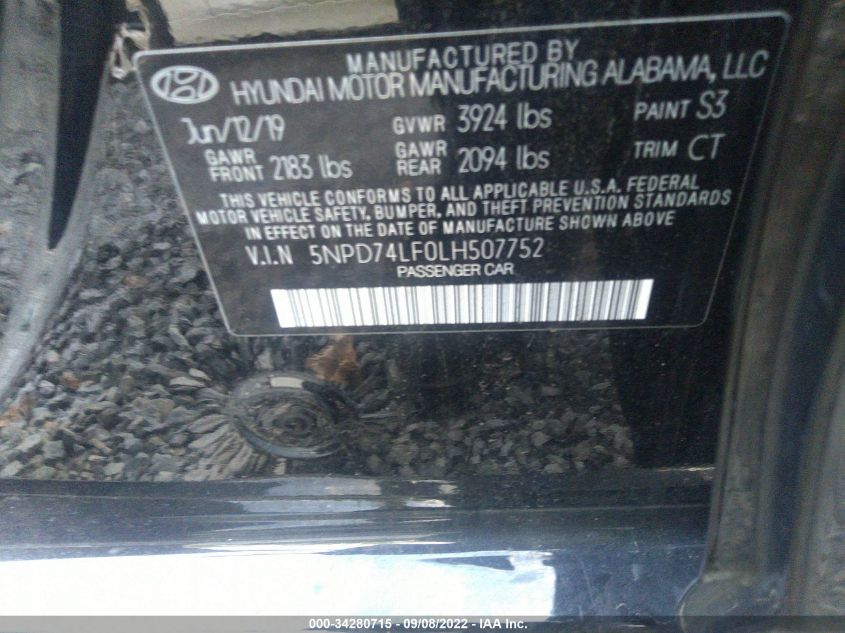 MANUFACTURED BY
HYUNDAI MOTOR MANUFACTURING ALABAMA, LLC
Jun/12/19 GVWR 3924 lbs PAINT S3
GAWR FRONT 2183 lbs GAWR REAR 2094 lbs TRIM CT
THIS VEHICLE CONFORMS TO ALL APPLICABLE U.S.A. FEDERAL
MOTOR VEHICLE SAFETY, BUMPER, AND THEFT PREVENTION STANDARDS
IN EFFECT ON THE DATE OF MANUFACTURE SHOWN ABOVE
V.I.N 5NPD74LF0LH507752
PASSENGER CAR
000-34280715 - 09/08/2022 - IAA Inc.